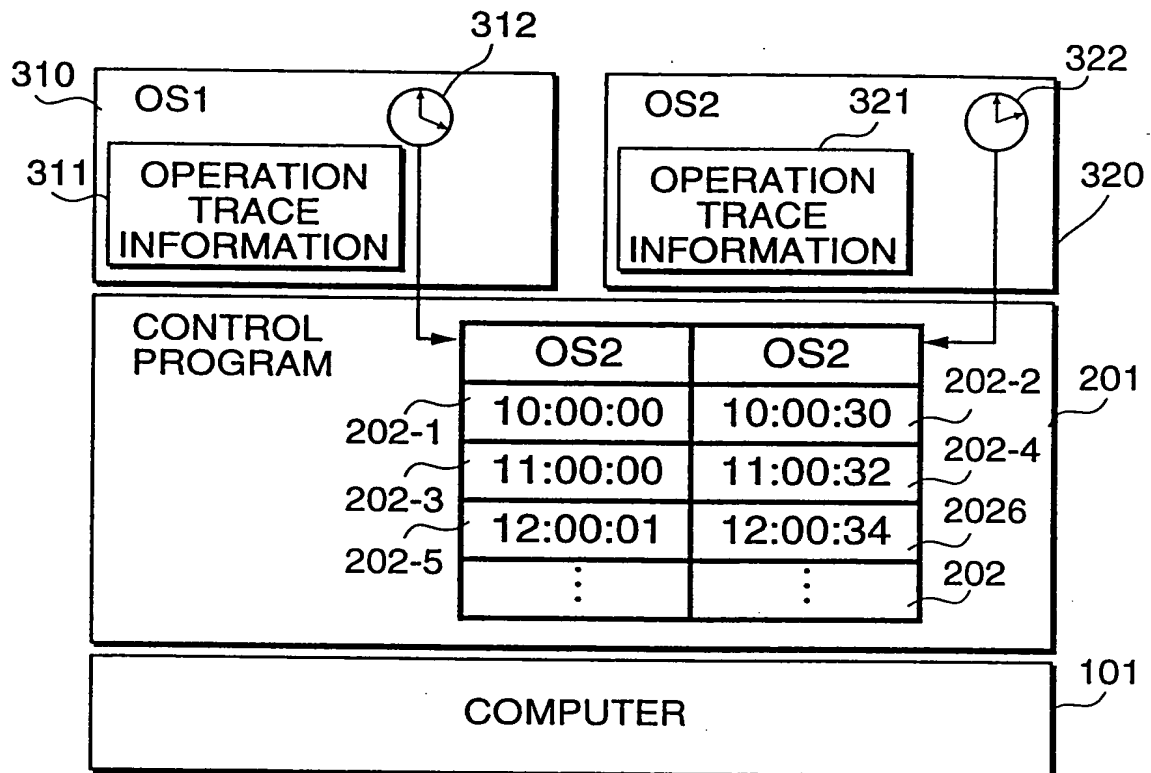 312
322
310
OS1
OS2
321
311
OPERATION
TRACE
INFORMATION
OPERATION
TRACE
INFORMATION
320
CONTROL
PROGRAM
OS2
OS2
201
202-1
10:00:00
10:00:30
202-2
202-3
11:00:00
11:00:32
202-4
202-5
12:00:01
12:00:34
2026
202
COMPUTER
101